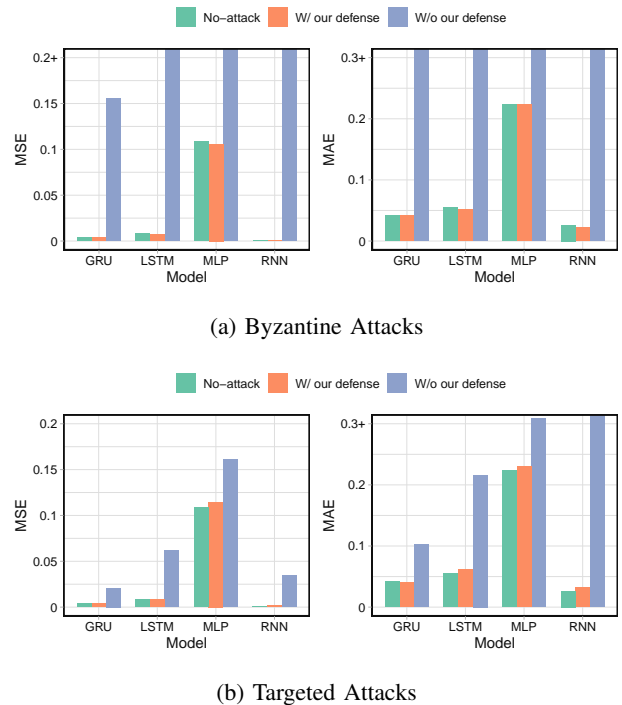 No−attack W/ our defense W/o our defense
0.2+
0.15
0.1
0.05
0
MSE
GRU LSTM MLP RNN
Model
0.3+
0.2
0.1
0
MAE
GRU LSTM MLP RNN
Model
(a) Byzantine Attacks
No−attack W/ our defense W/o our defense
0.2
0.15
0.1
0.05
0
MSE
GRU LSTM MLP RNN
Model
0.3+
0.2
0.1
0
MAE
GRU LSTM MLP RNN
Model
(b) Targeted Attacks